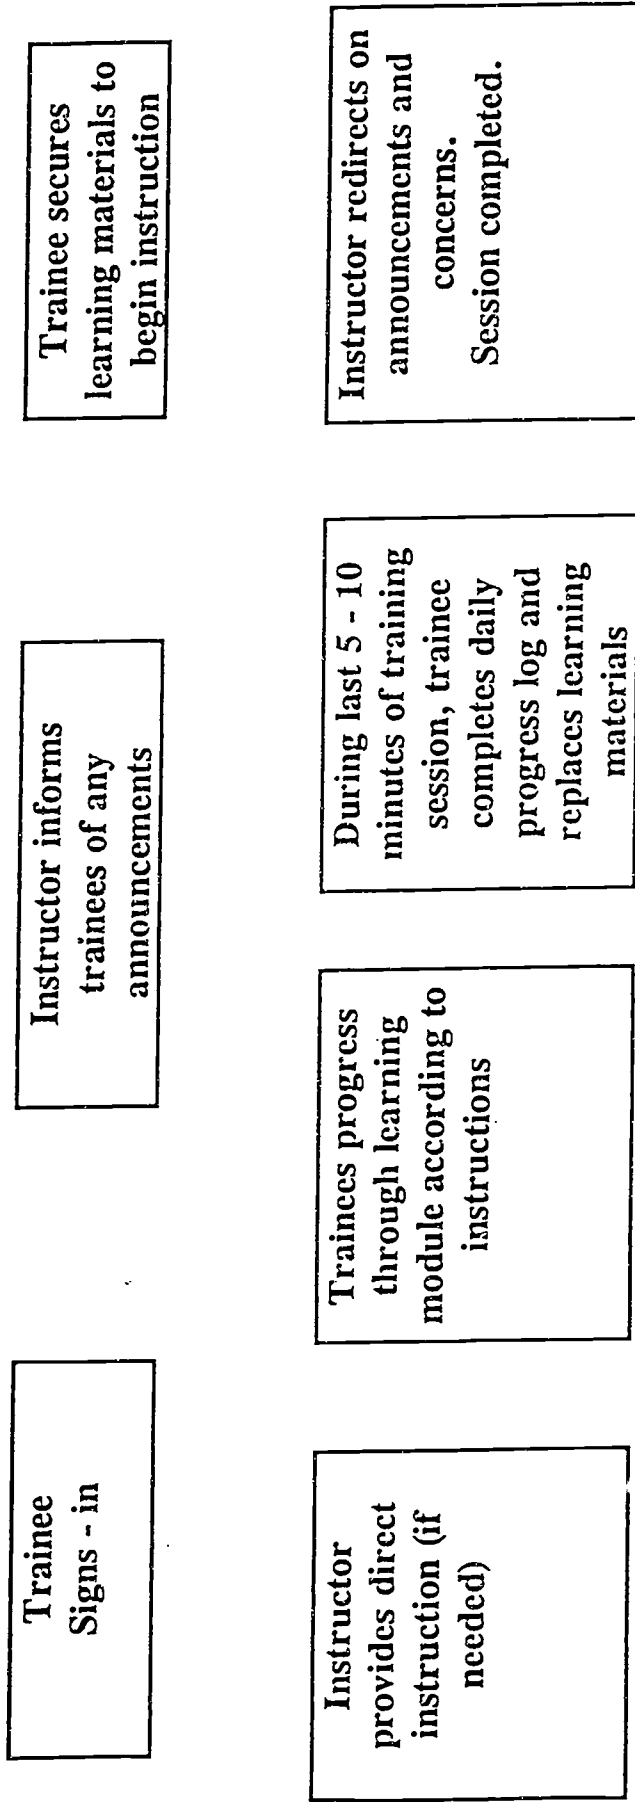 Trainee
Signs - in
Instructor informs
trainees of any
announcements
Trainee secures
learning materials to
begin instruction
Instructor
provides direct
instruction (if
needed)
Trainees progress
through learning
module according to
instructions
During last 5 - 10
minutes of training
session, trainee
completes daily
progress log and
replaces learning
materials
Instructor redirects on
announcements and
concerns.
Session completed.